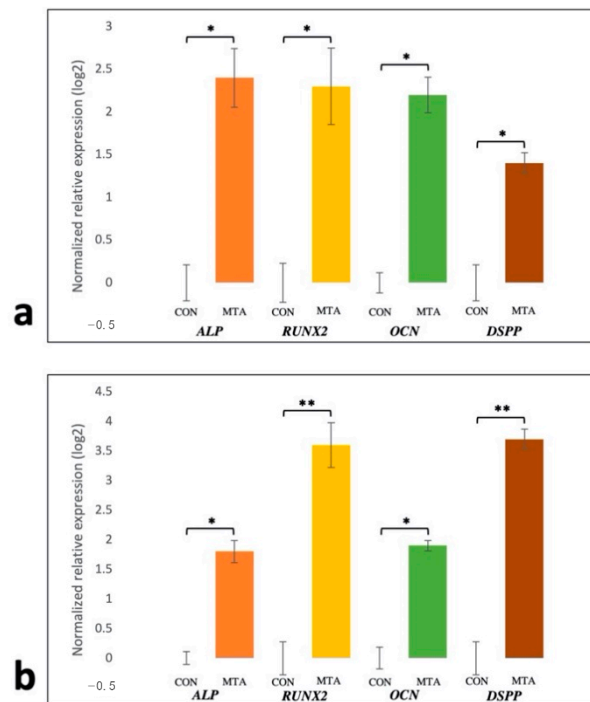 a
Normalized relative expression (log2)
3
2.5
2
1.5
1
0.5
0
−0.5
* * * *
CON MTA CON MTA CON MTA CON MTA
ALP RUNX2 OCN DSPP
b
Normalized relative expression (log2)
4.5
4
3.5
3
2.5
2
1.5
1
0.5
0
−0.5
* ** * **
CON MTA CON MTA CON MTA CON MTA
ALP RUNX2 OCN DSPP